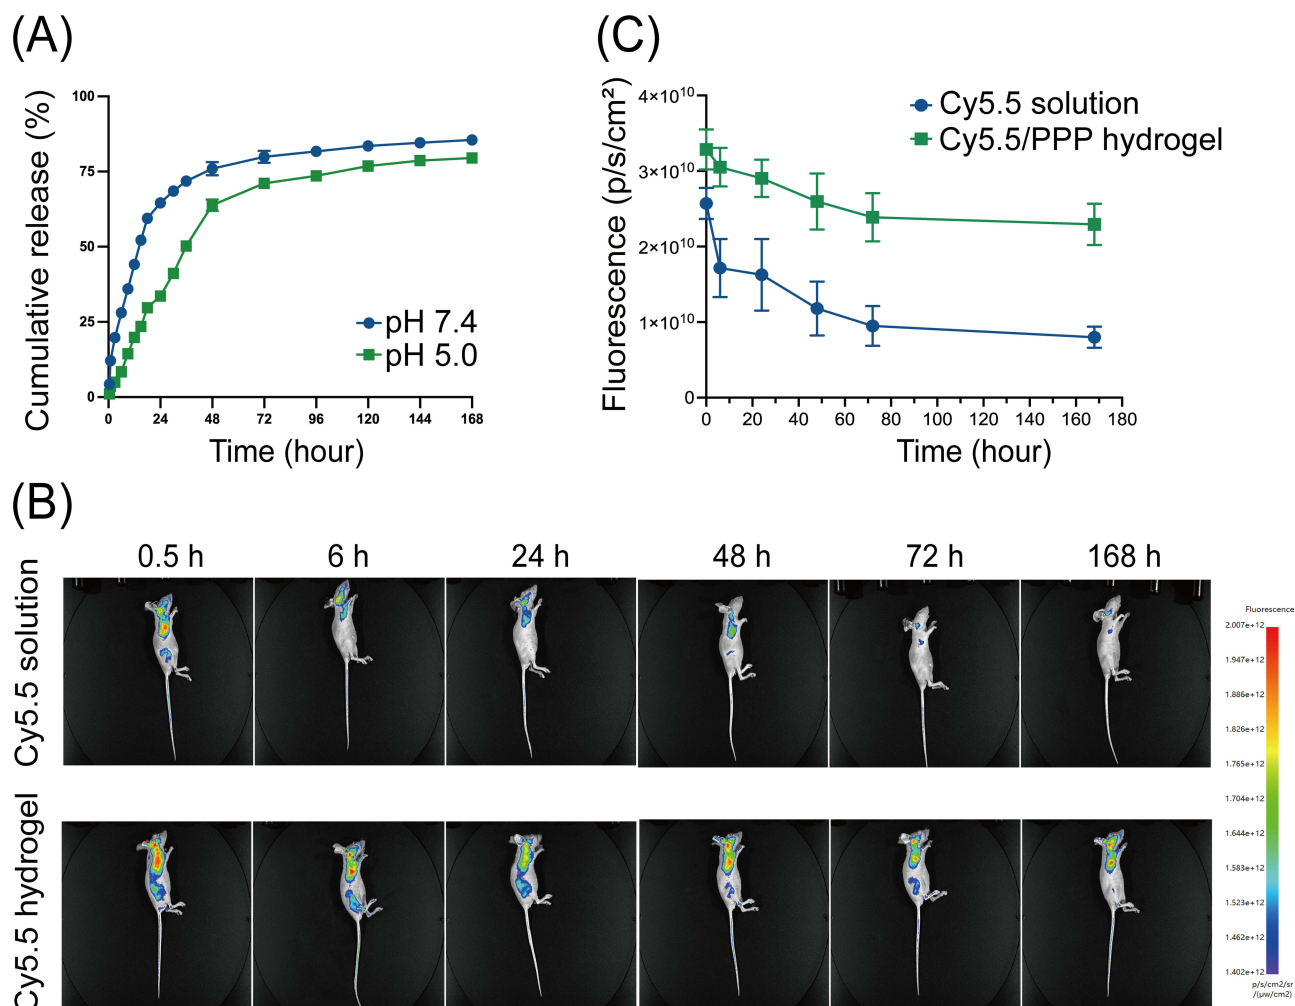 (A)
Cumulative release (%)
100
75
50
25
0
0 24 48 72 96 120 144 168
Time (hour)
pH 7.4
pH 5.0
(C)
Fluorescence (p/s/cm²)
4×10¹⁰
3×10¹⁰
2×10¹⁰
1×10¹⁰
0
0 20 40 60 80 100 120 140 160 180
Time (hour)
Cy5.5 solution
Cy5.5/PPP hydrogel
(B)
0.5 h 6 h 24 h 48 h 72 h 168 h
Cy5.5 solution
Cy5.5 hydrogel
Fluorescence
2.007e+12
1.947e+12
1.886e+12
1.826e+12
1.765e+12
1.704e+12
1.644e+12
1.583e+12
1.523e+12
1.462e+12
1.402e+12
p/s/cm2/sr
/(μw/cm2)